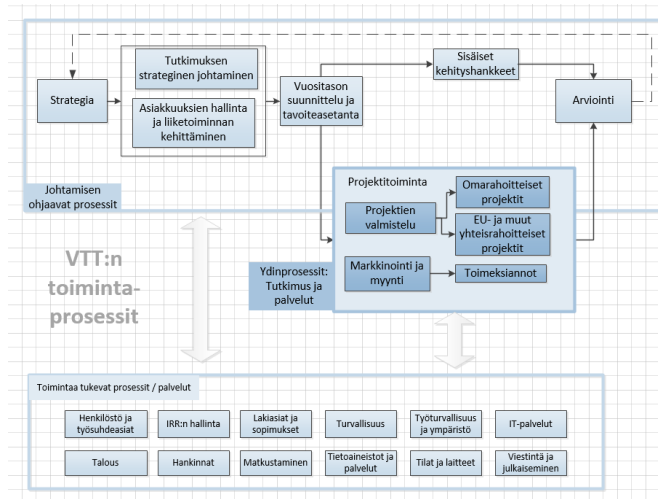 Strategia
Tutkimuksen
strateginen johtaminen
Asiakkuuksien hallinta
ja liiketoiminnan
kehittäminen
Vuositason
suunnittelu ja
tavoiteasetanta
Sisäiset
kehityshankkeet
Arviointi
Johtamisen
ohjaavat prosessit
Projektitoiminta
Projektien
valmistelu
Omarahoitteiset
projektit
EU- ja muut
yhteisrahoitteiset
projektit
Markkinointi ja
myynti
Toimeksiannot
Ydinprosessit:
Tutkimus ja
palvelut
VTT:n
toiminta-
prosessit
Toimintaa tukevat prosessit / palvelut
Henkilöstö ja
työsuhdeasiat
IRR:n hallinta
Lakiasiat ja
sopimukset
Turvallisuus
Työturvallisuus
ja ympäristö
IT-palvelut
Talous
Hankinnat
Matkustaminen
Tietoaineistot ja
palvelut
Tilat ja laitteet
Viestintä ja
julkaiseminen